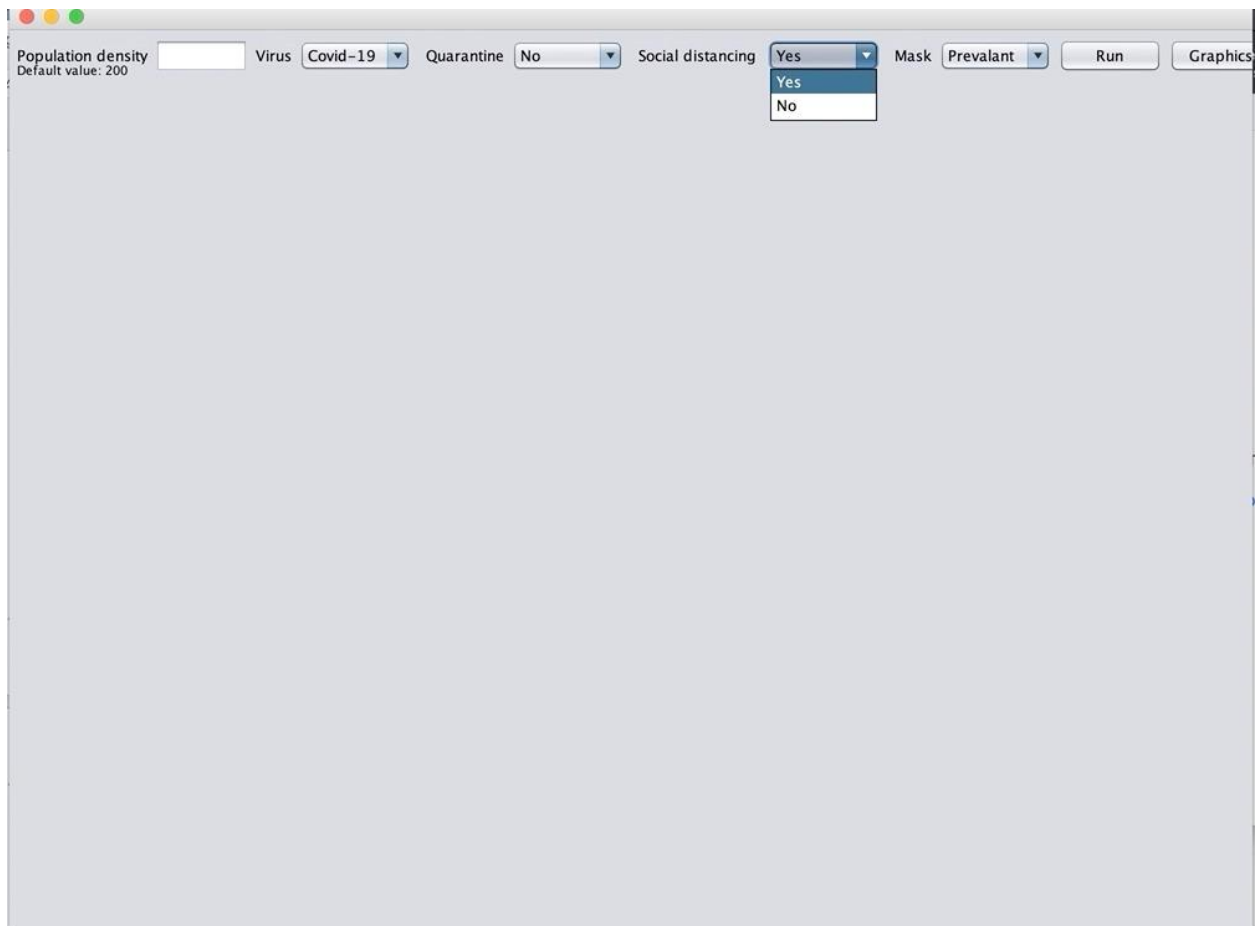 Population density Virus Covid-19 Quarantine No Social distancing Yes Mask Prevalant Run Graphics
Default value: 200
Yes
No